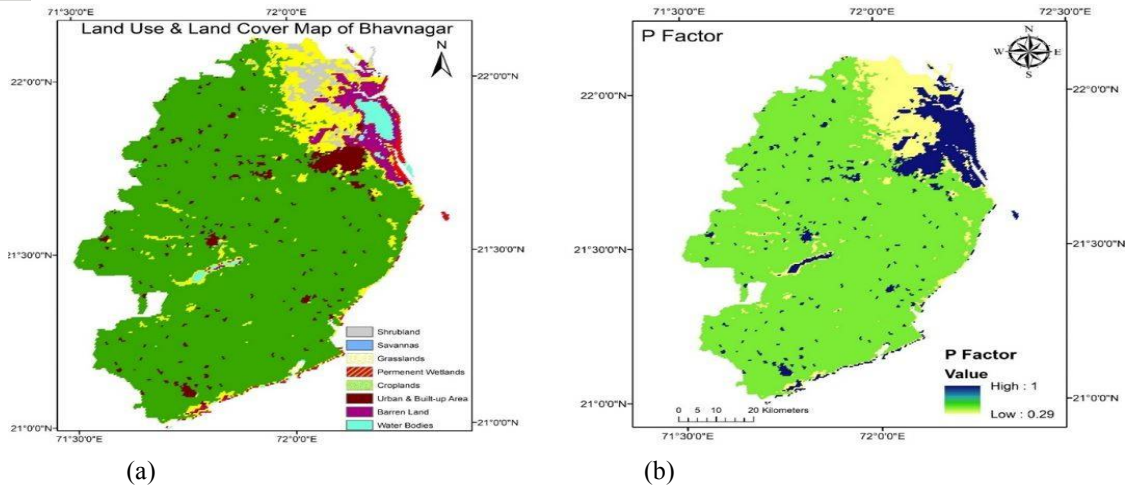 71°30'0"E 72°0'0"E
Land Use & Land Cover Map of Bhavnagar
N
22°0'0"N
21°30'0"N
21°0'0"N
22°0'0"N
21°30'0"N
21°0'0"N
Shrubland
Savannas
Grasslands
Permenent Wetlands
Croplands
Urban & Built-up Area
Barren Land
Water Bodies
71°30'0"E 72°0'0"E
(a)
71°30'0"E 72°0'0"E 72°30'0"E
P Factor
N
W E
S
22°0'0"N
21°30'0"N
21°0'0"N
22°0'0"N
21°30'0"N
21°0'0"N
P Factor
Value
High : 1
Low : 0.29
0 5 10 20 Kilometers
71°30'0"E 72°0'0"E
(b)